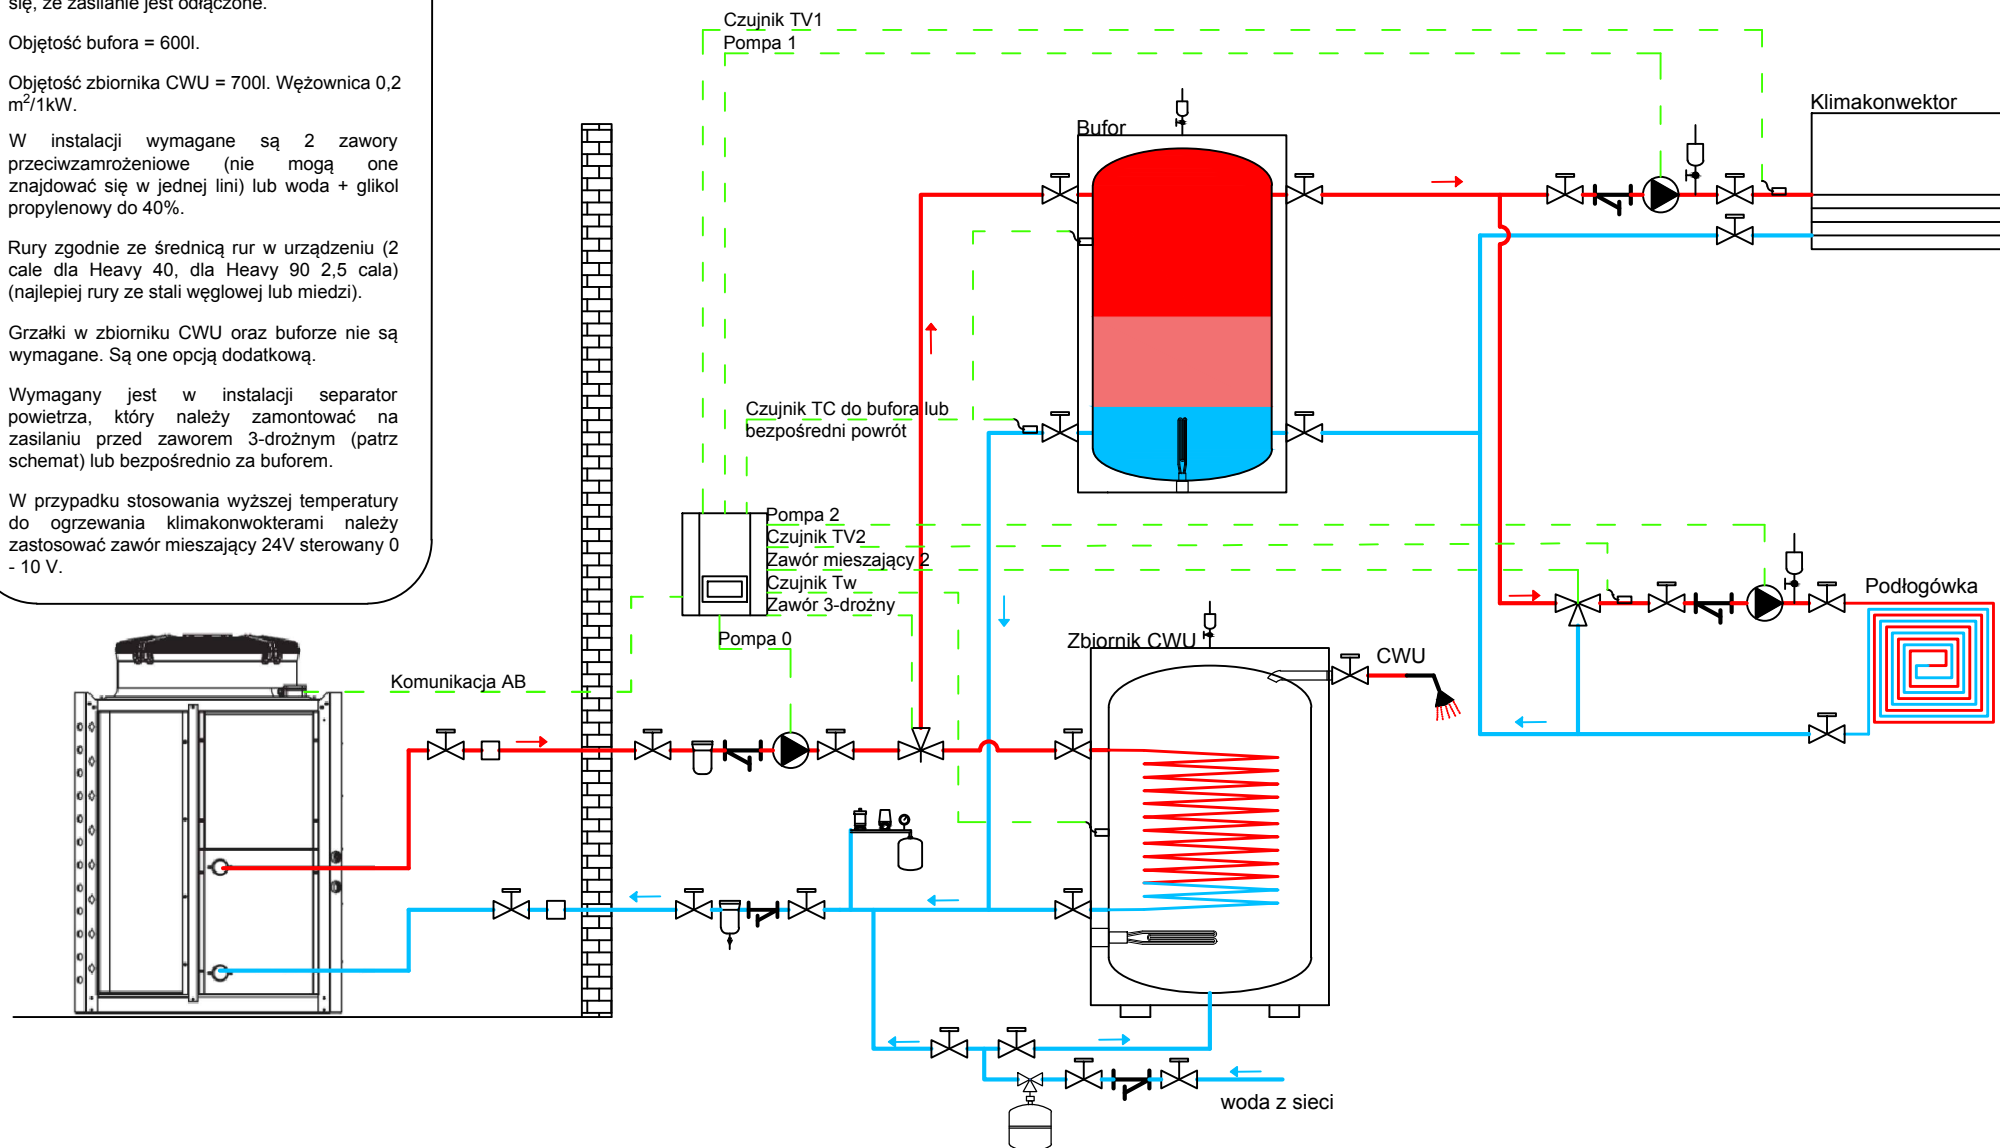 się, że zasilanie jest odłączone.
Objętość bufora = 600l.
Objętość zbiornika CWU = 700l. Wężownica 0,2
m²/1kW.
W instalacji wymagane są 2 zawory
przeciwzamrożeniowe (nie mogą one
znajdować się w jednej lini) lub woda + glikol
propylenowy do 40%.
Rury zgodnie ze średnicą rur w urządzeniu (2
cale dla Heavy 40, dla Heavy 90 2,5 cala)
(najlepiej rury ze stali węglowej lub miedzi).
Grzałki w zbiorniku CWU oraz buforze nie są
wymagane. Są one opcją dodatkową.
Wymagany jest w instalacji separator
powietrza, który należy zamontować na
zasilaniu przed zaworem 3-drożnym (patrz
schemat) lub bezpośrednio za buforem.
W przypadku stosowania wyższej temperatury
do ogrzewania klimakonwokterami należy
zastosować zawór mieszający 24V sterowany 0
- 10 V.
Czujnik TV1
Pompa 1
Klimakonwektor
Bufor
Czujnik TC do bufora lub
bezpośredni powrót
Pompa 2
Czujnik TV2
Zawór mieszający 2
Czujnik Tw
Zawór 3-drożny
Pompa 0
Podłogówka
Zbiornik CWU
CWU
Komunikacja AB
woda z sieci